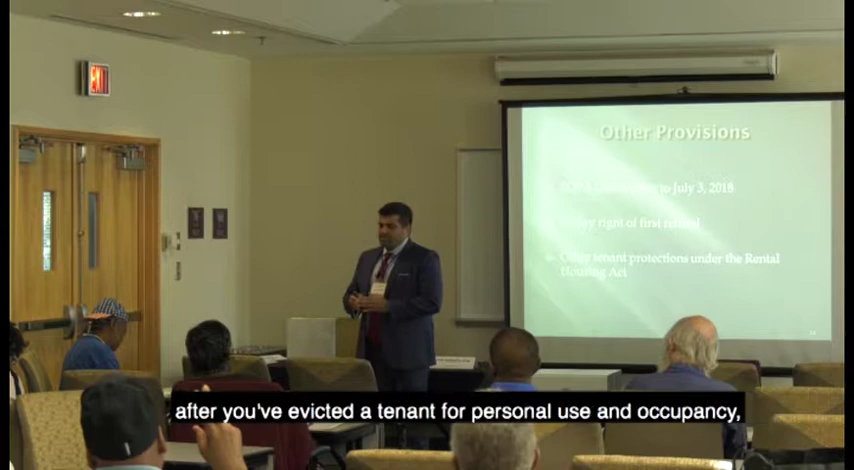 EXIT
Other Provisions
to July 3, 2018
right of first refusal
Other tenant protections under the Rental
Housing Act
after you've evicted a tenant for personal use and occupancy,